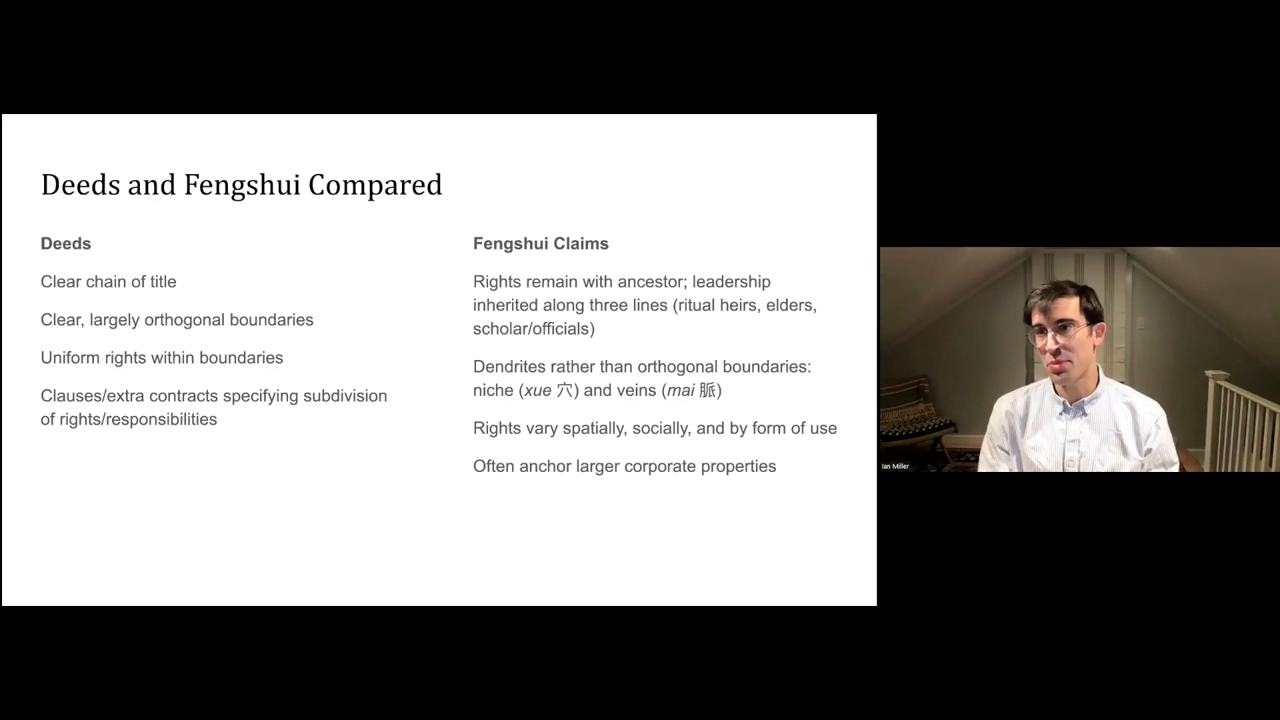 Deeds and Fengshui Compared
Deeds
Clear chain of title
Clear, largely orthogonal boundaries
Uniform rights within boundaries
Clauses/extra contracts specifying subdivision
of rights/responsibilities
Fengshui Claims
Rights remain with ancestor; leadership
inherited along three lines (ritual heirs, elders,
scholar/officials)
Dendrites rather than orthogonal boundaries:
niche (xue 穴) and veins (mai 脈)
Rights vary spatially, socially, and by form of use
Often anchor larger corporate properties
Ian Miller